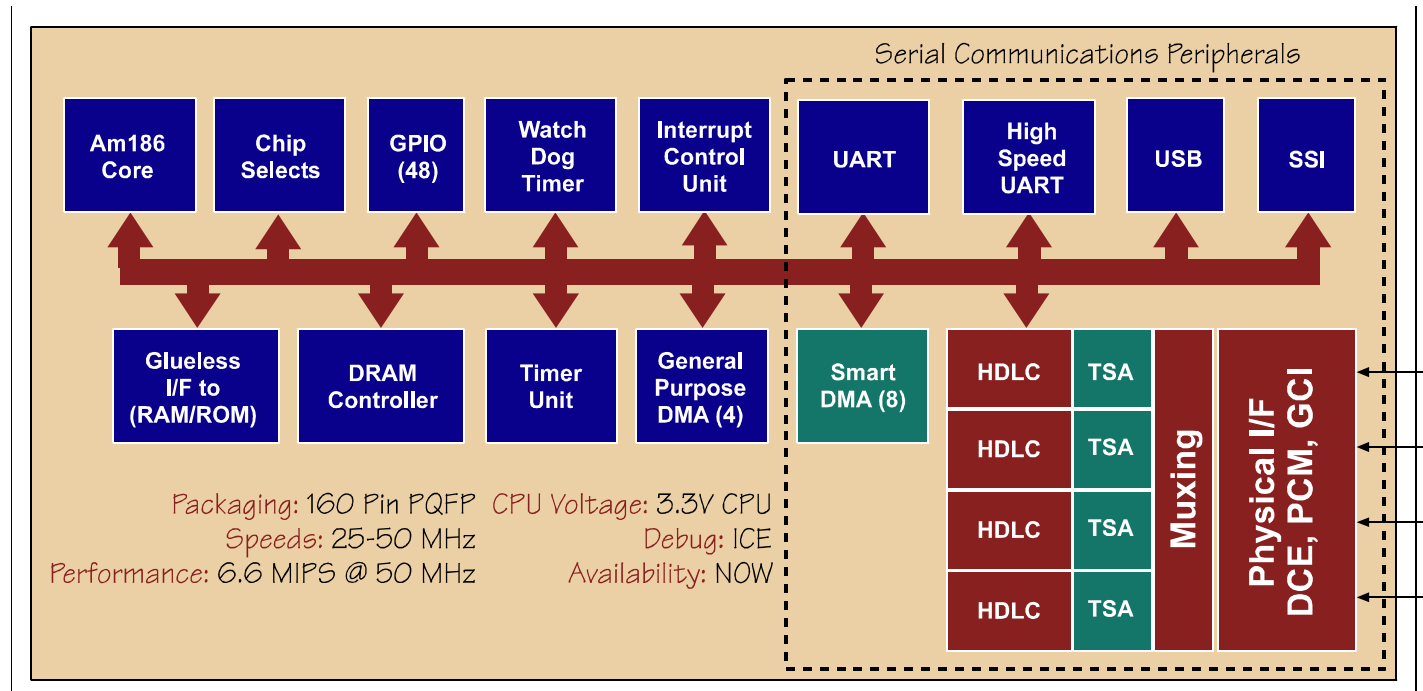 Serial Communications Peripherals
Am186
Core
Chip
Selects
GPIO
(48)
Watch
Dog
Timer
Interrupt
Control
Unit
UART
High
Speed
UART
USB
SSI
Glueless
I/F to
(RAM/ROM)
DRAM
Controller
Timer
Unit
General
Purpose
DMA (4)
Smart
DMA (8)
HDLC
TSA
HDLC
TSA
HDLC
TSA
HDLC
TSA
Muxing
Physical I/F
DCE, PCM, GCI
Packaging: 160 Pin PQFP
Speeds: 25-50 MHz
Performance: 6.6 MIPS @ 50 MHz
CPU Voltage: 3.3V CPU
Debug: ICE
Availability: NOW